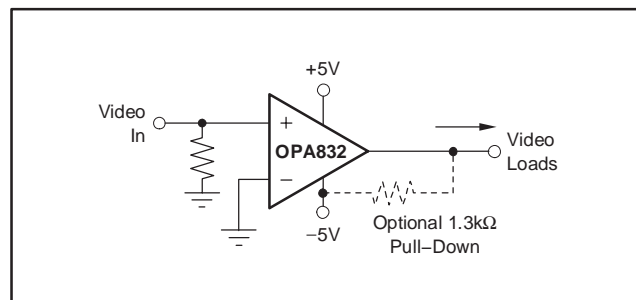 +5V
Video
In
+
OPA832
−
Video
Loads
−5V
Optional 1.3kΩ
Pull−Down